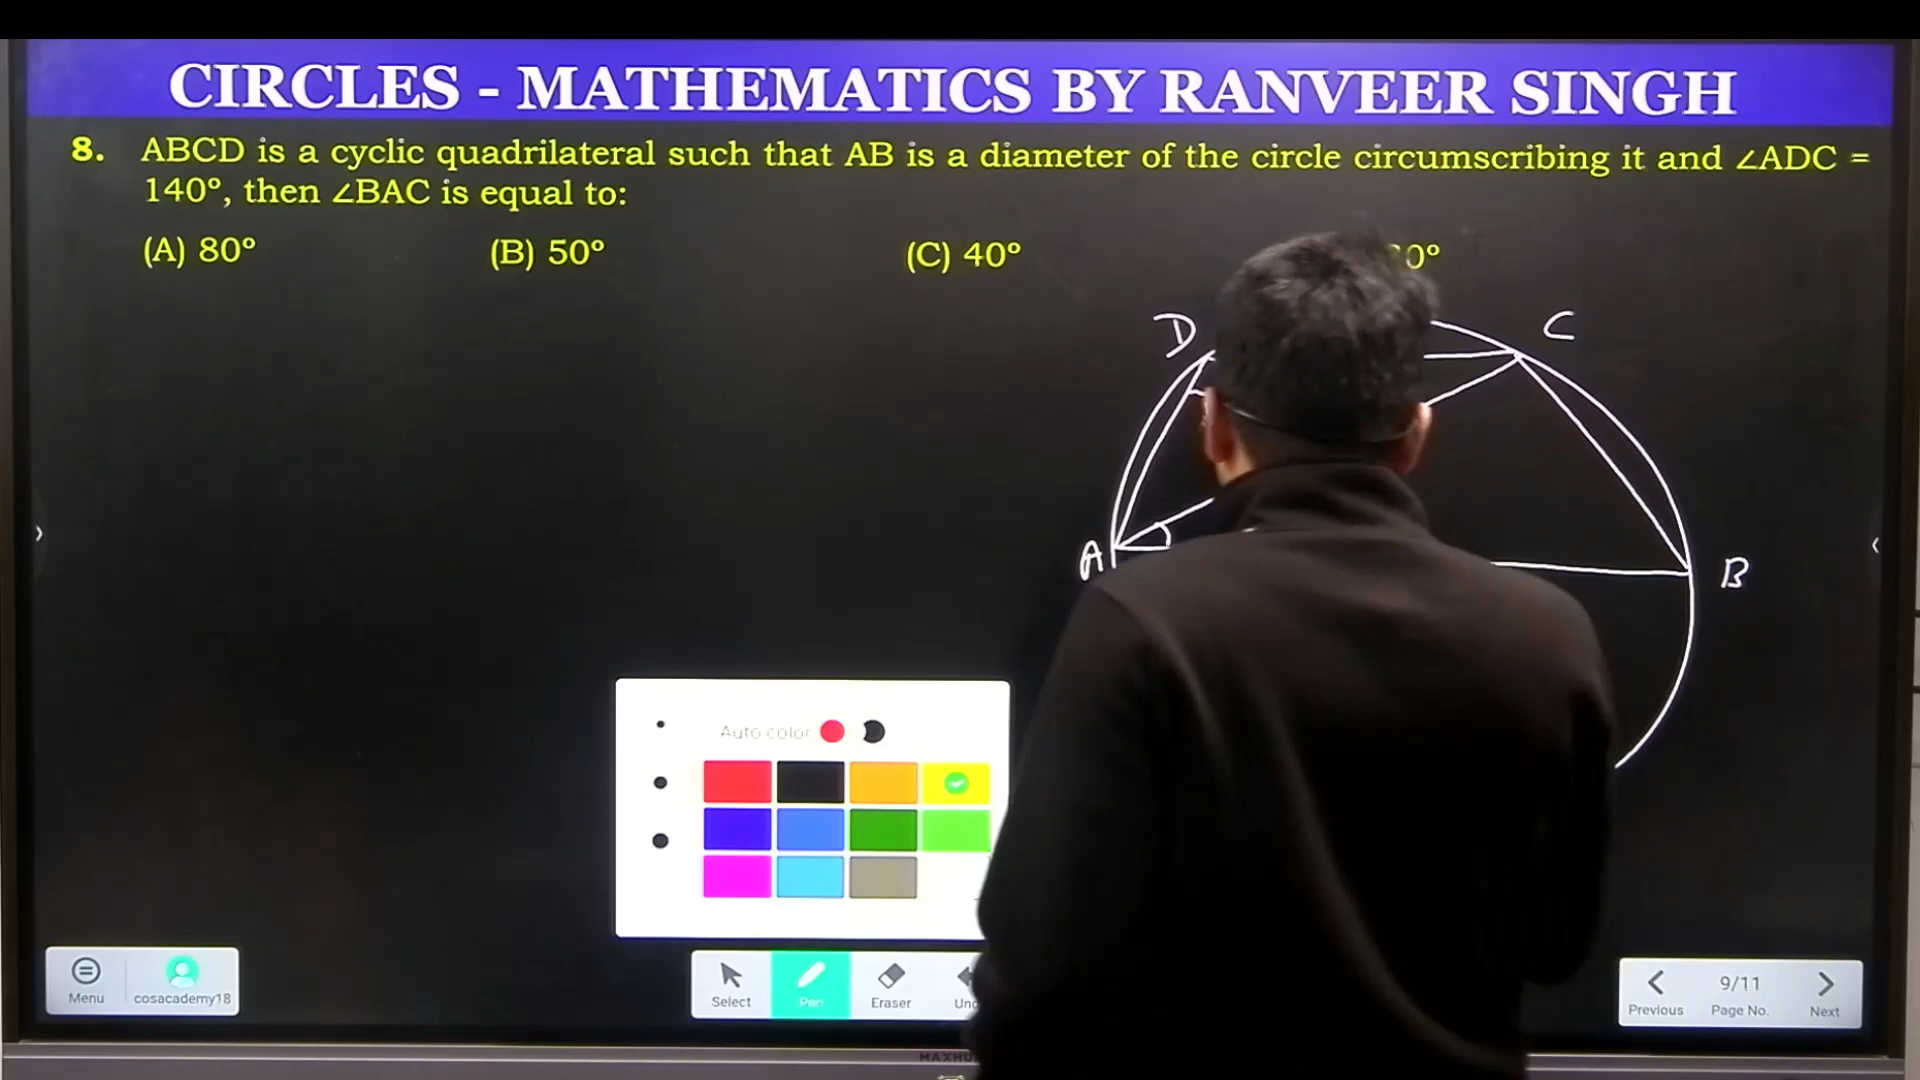 CIRCLES - MATHEMATICS BY RANVEER SINGH
8. ABCD is a cyclic quadrilateral such that AB is a diameter of the circle circumscribing it and ∠ADC =
140°, then ∠BAC is equal to:
(A) 80° (B) 50° (C) 40° 0°
D C
A B
Auto color
Menu cosacademy18
Select Pen Eraser
Previous 9/11 Page No. Next